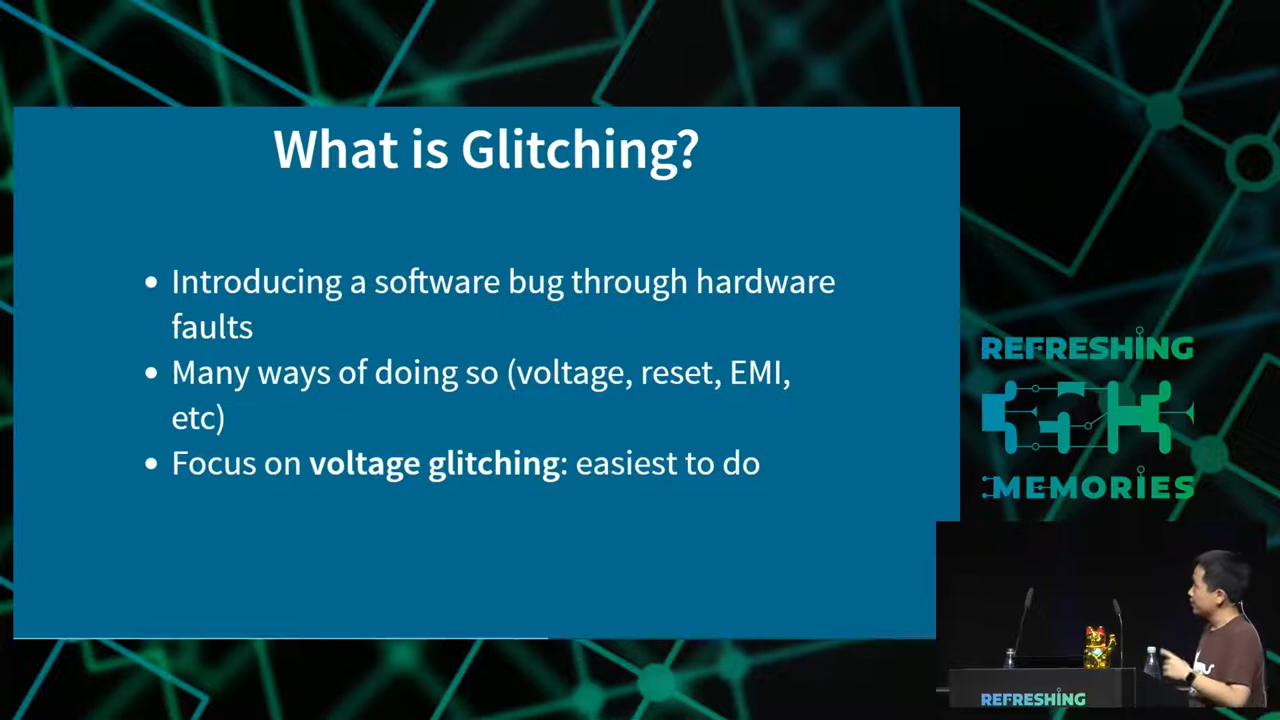 What is Glitching?
Introducing a software bug through hardware
faults
Many ways of doing so (voltage, reset, EMI,
etc)
Focus on voltage glitching: easiest to do
REFRESHING
MEMORIES
REFRESHING